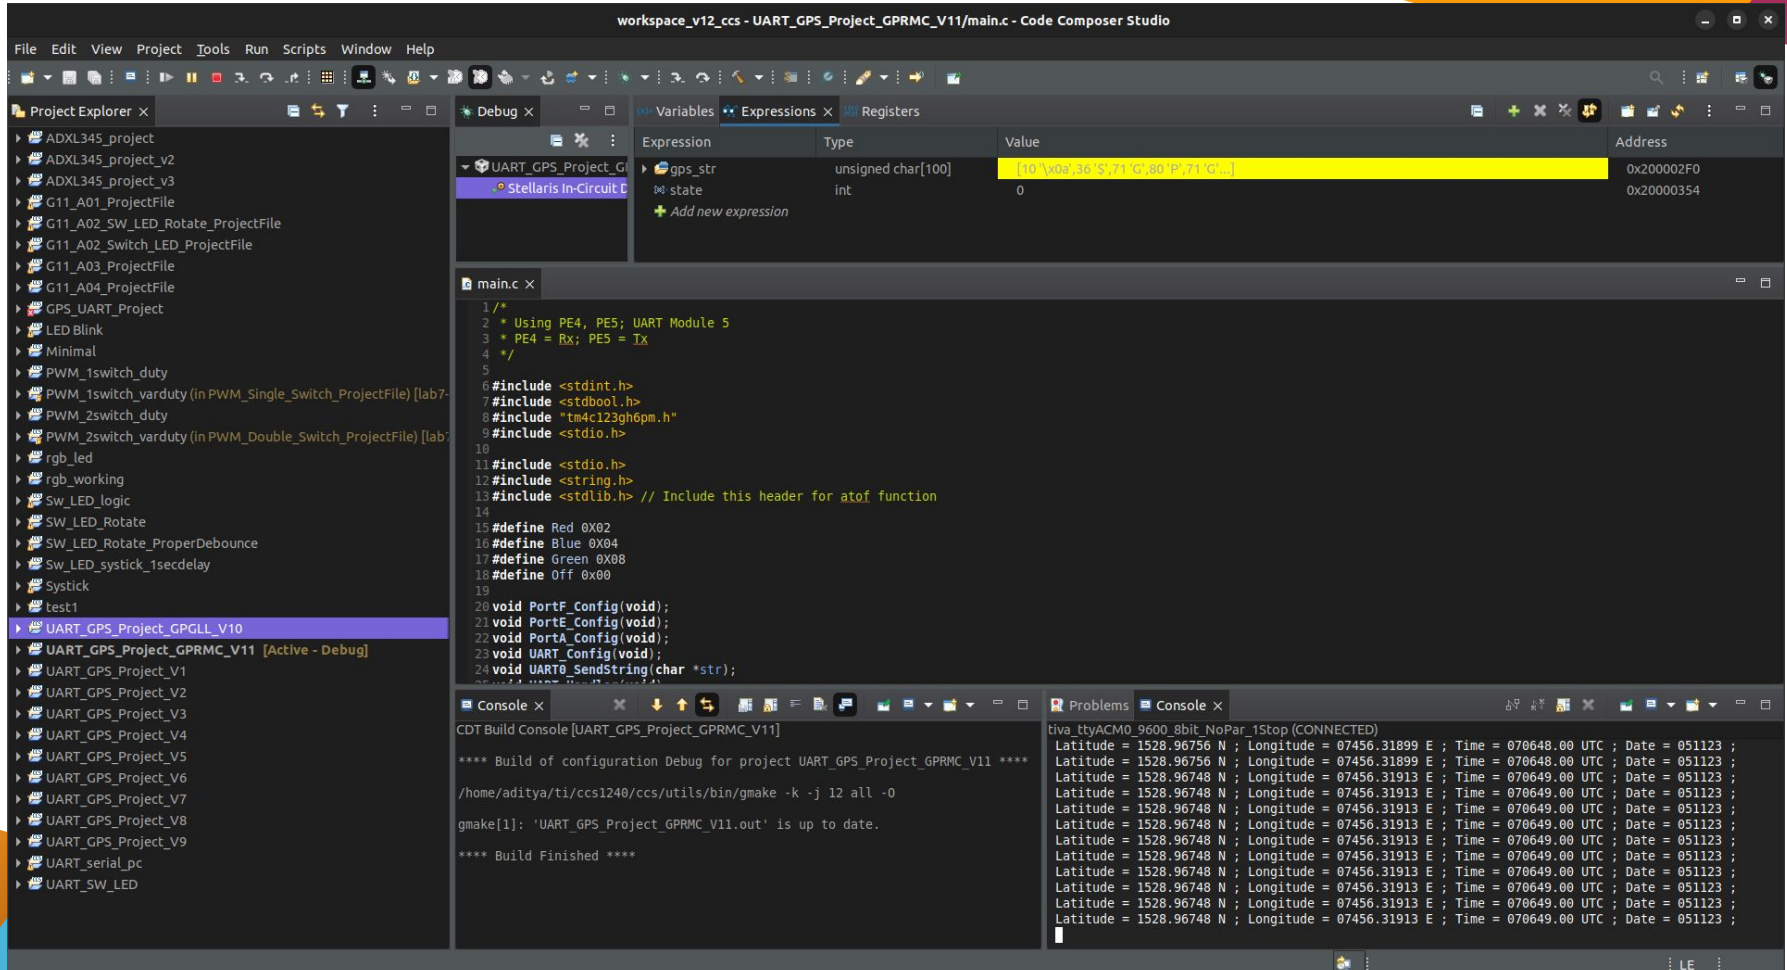 workspace_v12_ccs - UART_GPS_Project_GPRMC_V11/main.c - Code Composer Studio
File Edit View Project Tools Run Scripts Window Help
Project Explorer
ADXL345_project
ADXL345_project_v2
ADXL345_project_v3
G11_A01_ProjectFile
G11_A02_SW_LED_Rotate_ProjectFile
G11_A02_Switch_LED_ProjectFile
G11_A03_ProjectFile
G11_A04_ProjectFile
GPS_UART_Project
LED Blink
Minimal
PWM_1switch_duty
PWM_1switch_varduty (in PWM_Single_Switch_ProjectFile) [lab7-
PWM_2switch_duty
PWM_2switch_varduty (in PWM_Double_Switch_ProjectFile) [lab7
rgb_led
rgb_working
Sw_LED_logic
SW_LED_Rotate
SW_LED_Rotate_ProperDebounce
Sw_LED_systick_1secdelay
Systick
test1
UART_GPS_Project_GPGLL_V10
UART_GPS_Project_GPRMC_V11 [Active - Debug]
UART_GPS_Project_V1
UART_GPS_Project_V2
UART_GPS_Project_V3
UART_GPS_Project_V4
UART_GPS_Project_V5
UART_GPS_Project_V6
UART_GPS_Project_V7
UART_GPS_Project_V8
UART_GPS_Project_V9
UART_serial_pc
UART_SW_LED
Debug
UART_GPS_Project_G
Stellaris In-Circuit D
Variables Expressions Registers
Expression Type Value Address
gps_str unsigned char[100] [10 '\x0a',36 '$',71 'G',80 'P',71 'G'...] 0x200002F0
state int 0 0x20000354
Add new expression
main.c
1 /*
2 * Using PE4, PE5; UART Module 5
3 * PE4 = Rx; PE5 = Tx
4 */
5
6 #include <stdint.h>
7 #include <stdbool.h>
8 #include "tm4c123gh6pm.h"
9 #include <stdio.h>
10
11 #include <stdio.h>
12 #include <string.h>
13 #include <stdlib.h> // Include this header for atof function
14
15 #define Red 0X02
16 #define Blue 0X04
17 #define Green 0X08
18 #define Off 0x00
19
20 void PortF_Config(void);
21 void PortE_Config(void);
22 void PortA_Config(void);
23 void UART_Config(void);
24 void UART0_SendString(char *str);
Console
CDT Build Console [UART_GPS_Project_GPRMC_V11]
**** Build of configuration Debug for project UART_GPS_Project_GPRMC_V11 ****
/home/aditya/ti/ccs1240/ccs/utils/bin/gmake -k -j 12 all -O
gmake[1]: 'UART_GPS_Project_GPRMC_V11.out' is up to date.
**** Build Finished ****
Problems Console
tiva_ttyACM0_9600_8bit_NoPar_1Stop (CONNECTED)
Latitude = 1528.96756 N ; Longitude = 07456.31899 E ; Time = 070648.00 UTC ; Date = 051123 ;
Latitude = 1528.96756 N ; Longitude = 07456.31899 E ; Time = 070648.00 UTC ; Date = 051123 ;
Latitude = 1528.96748 N ; Longitude = 07456.31913 E ; Time = 070649.00 UTC ; Date = 051123 ;
Latitude = 1528.96748 N ; Longitude = 07456.31913 E ; Time = 070649.00 UTC ; Date = 051123 ;
Latitude = 1528.96748 N ; Longitude = 07456.31913 E ; Time = 070649.00 UTC ; Date = 051123 ;
Latitude = 1528.96748 N ; Longitude = 07456.31913 E ; Time = 070649.00 UTC ; Date = 051123 ;
Latitude = 1528.96748 N ; Longitude = 07456.31913 E ; Time = 070649.00 UTC ; Date = 051123 ;
Latitude = 1528.96748 N ; Longitude = 07456.31913 E ; Time = 070649.00 UTC ; Date = 051123 ;
Latitude = 1528.96748 N ; Longitude = 07456.31913 E ; Time = 070649.00 UTC ; Date = 051123 ;
Latitude = 1528.96748 N ; Longitude = 07456.31913 E ; Time = 070649.00 UTC ; Date = 051123 ;
Latitude = 1528.96748 N ; Longitude = 07456.31913 E ; Time = 070649.00 UTC ; Date = 051123 ;
Latitude = 1528.96748 N ; Longitude = 07456.31913 E ; Time = 070649.00 UTC ; Date = 051123 ;
LE